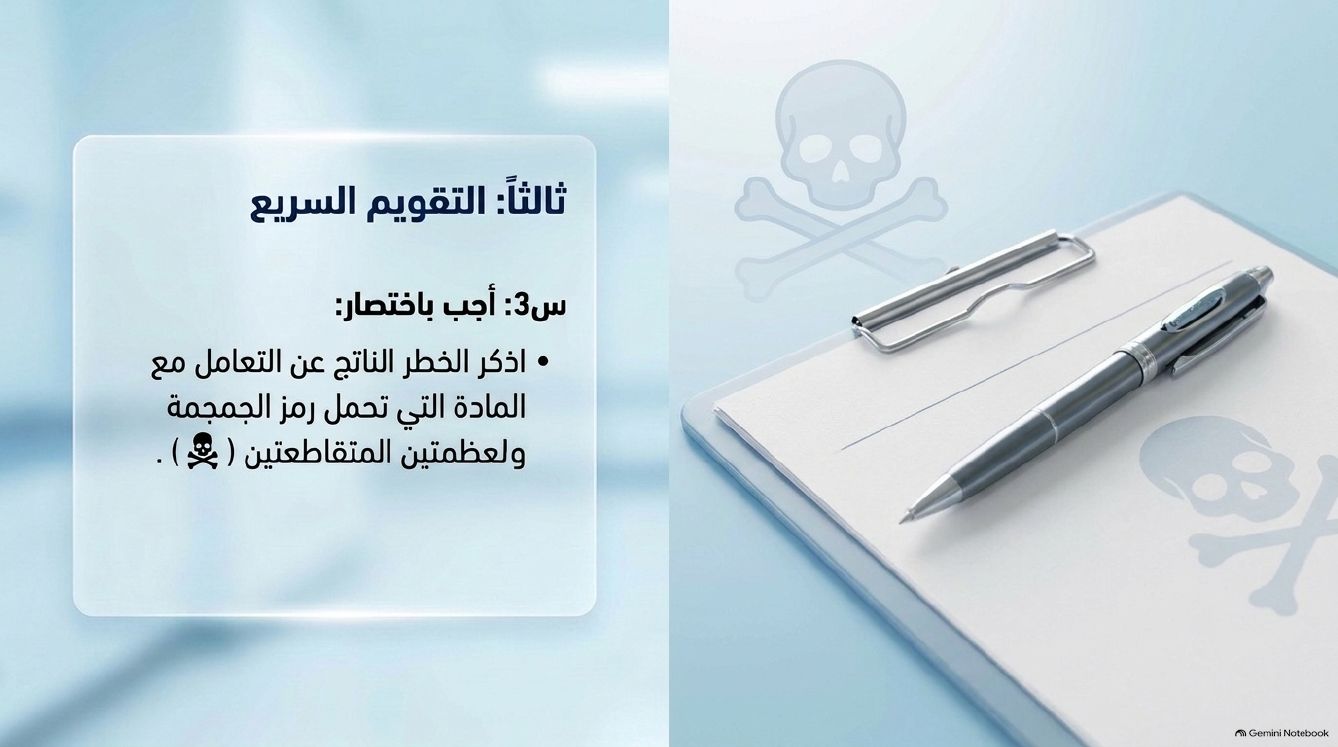 ثالثاً: التقويم السريع
س3: أجب باختصار:
• اذكر الخطر الناتج عن التعامل مع
المادة التي تحمل رمز الجمجمة
ولعظمتين المتقاطعتين (☠) .
Gemini Notebook